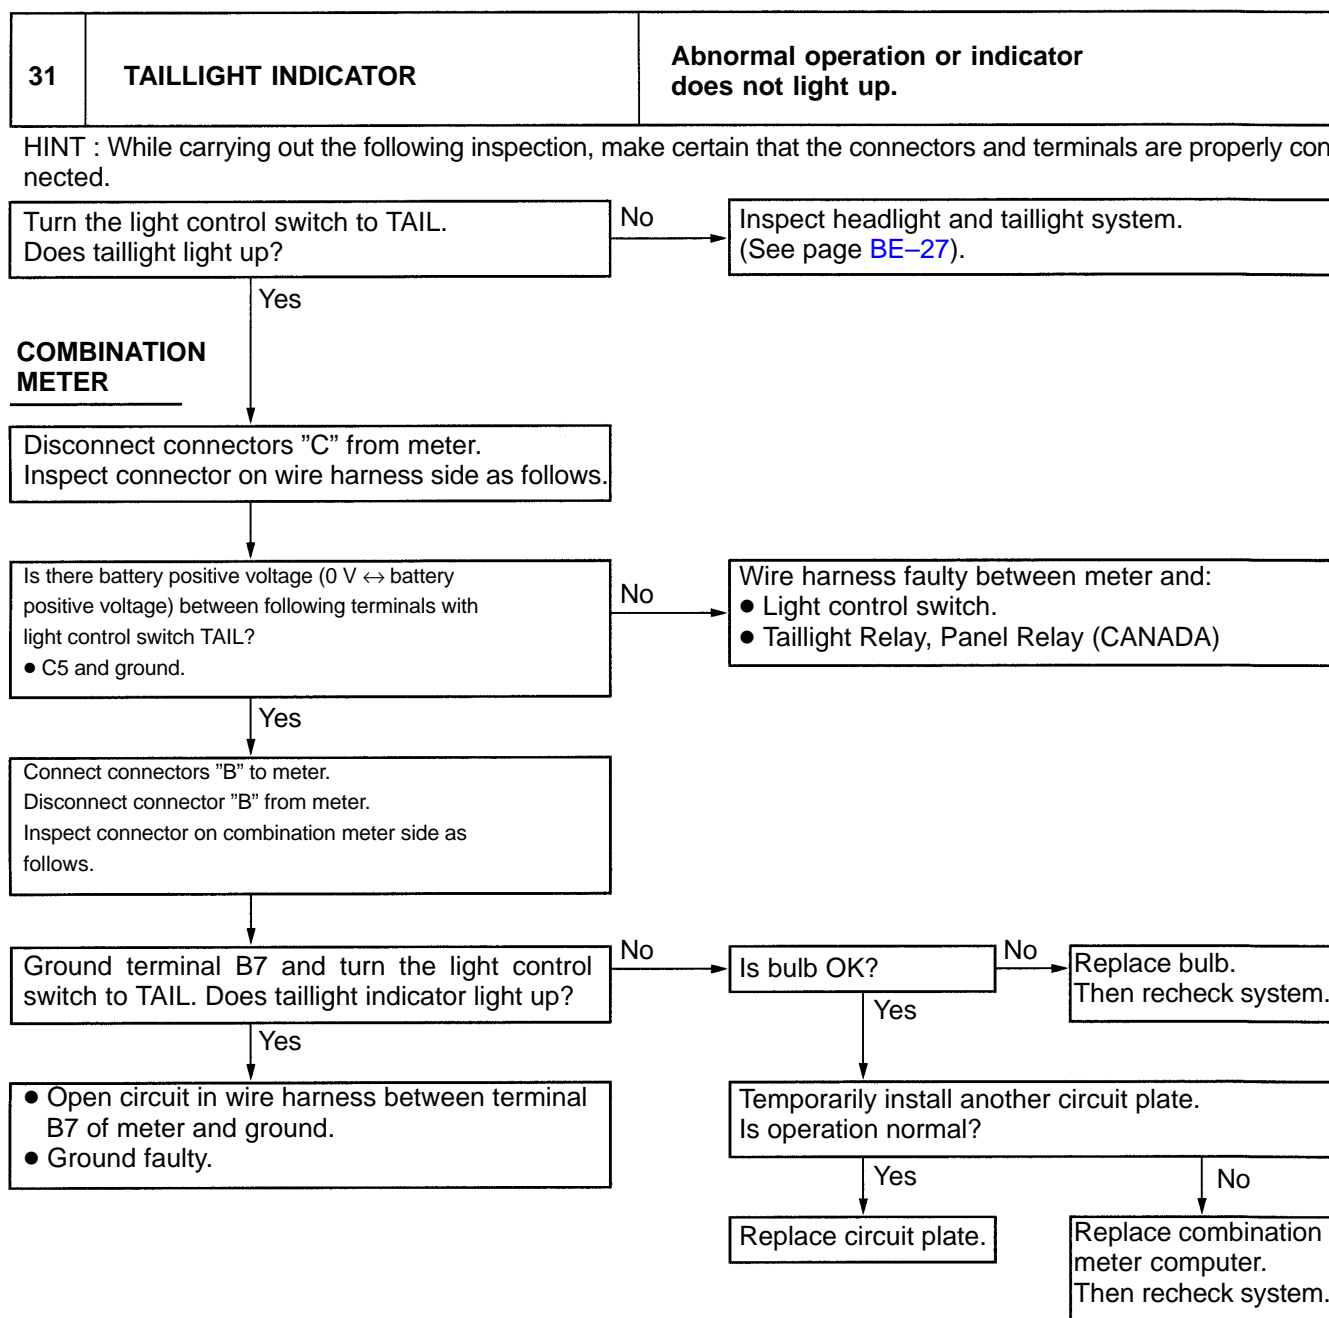 31
TAILLIGHT INDICATOR
Abnormal operation or indicator
does not light up.
HINT : While carrying out the following inspection, make certain that the connectors and terminals are properly con
nected.
Turn the light control switch to TAIL.
Does taillight light up?
No
Inspect headlight and taillight system.
(See page BE–27).
Yes
COMBINATION
METER
Disconnect connectors ”C” from meter.
Inspect connector on wire harness side as follows.
Is there battery positive voltage (0 V ↔ battery
positive voltage) between following terminals with
light control switch TAIL?
● C5 and ground.
No
Wire harness faulty between meter and:
● Light control switch.
● Taillight Relay, Panel Relay (CANADA)
Yes
Connect connectors ”B” to meter.
Disconnect connector ”B” from meter.
Inspect connector on combination meter side as
follows.
Ground terminal B7 and turn the light control
switch to TAIL. Does taillight indicator light up?
No
Is bulb OK?
No
Replace bulb.
Then recheck system.
Yes
Yes
● Open circuit in wire harness between terminal
B7 of meter and ground.
● Ground faulty.
Temporarily install another circuit plate.
Is operation normal?
Yes
No
Replace circuit plate.
Replace combination
meter computer.
Then recheck system.